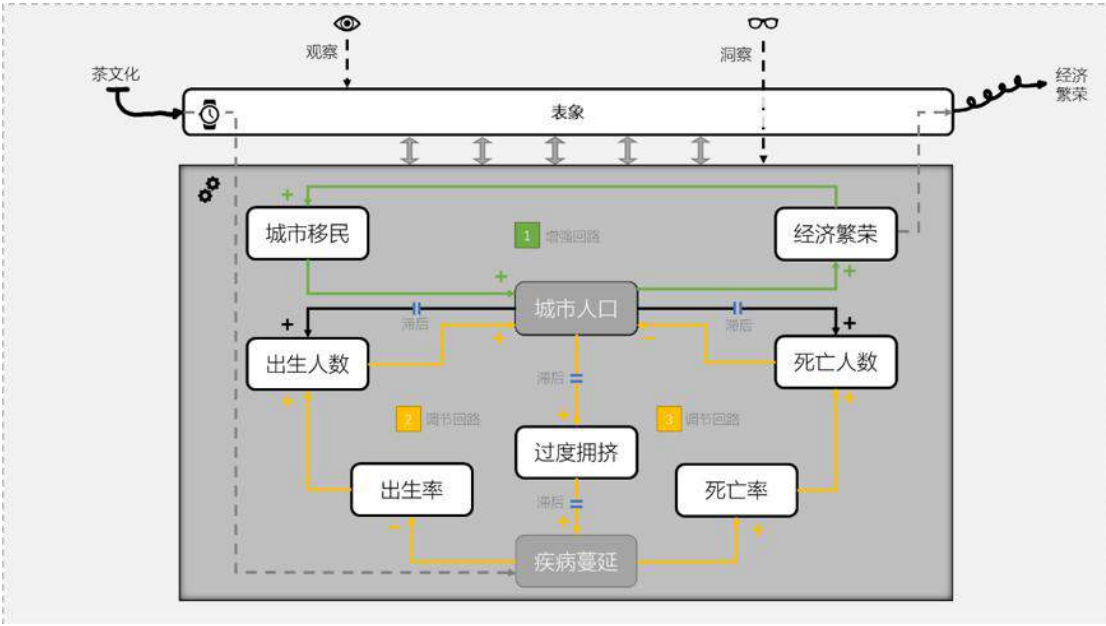 观察
洞察
茶文化
经济
繁荣
表象
+
城市移民
1 增强回路
经济繁荣
+
+
城市人口
滞后
滞后
+
+
+
−
出生人数
死亡人数
滞后
+
+
+
2 调节回路
3 调节回路
过度拥挤
出生率
死亡率
滞后
+
−
+
疾病蔓延